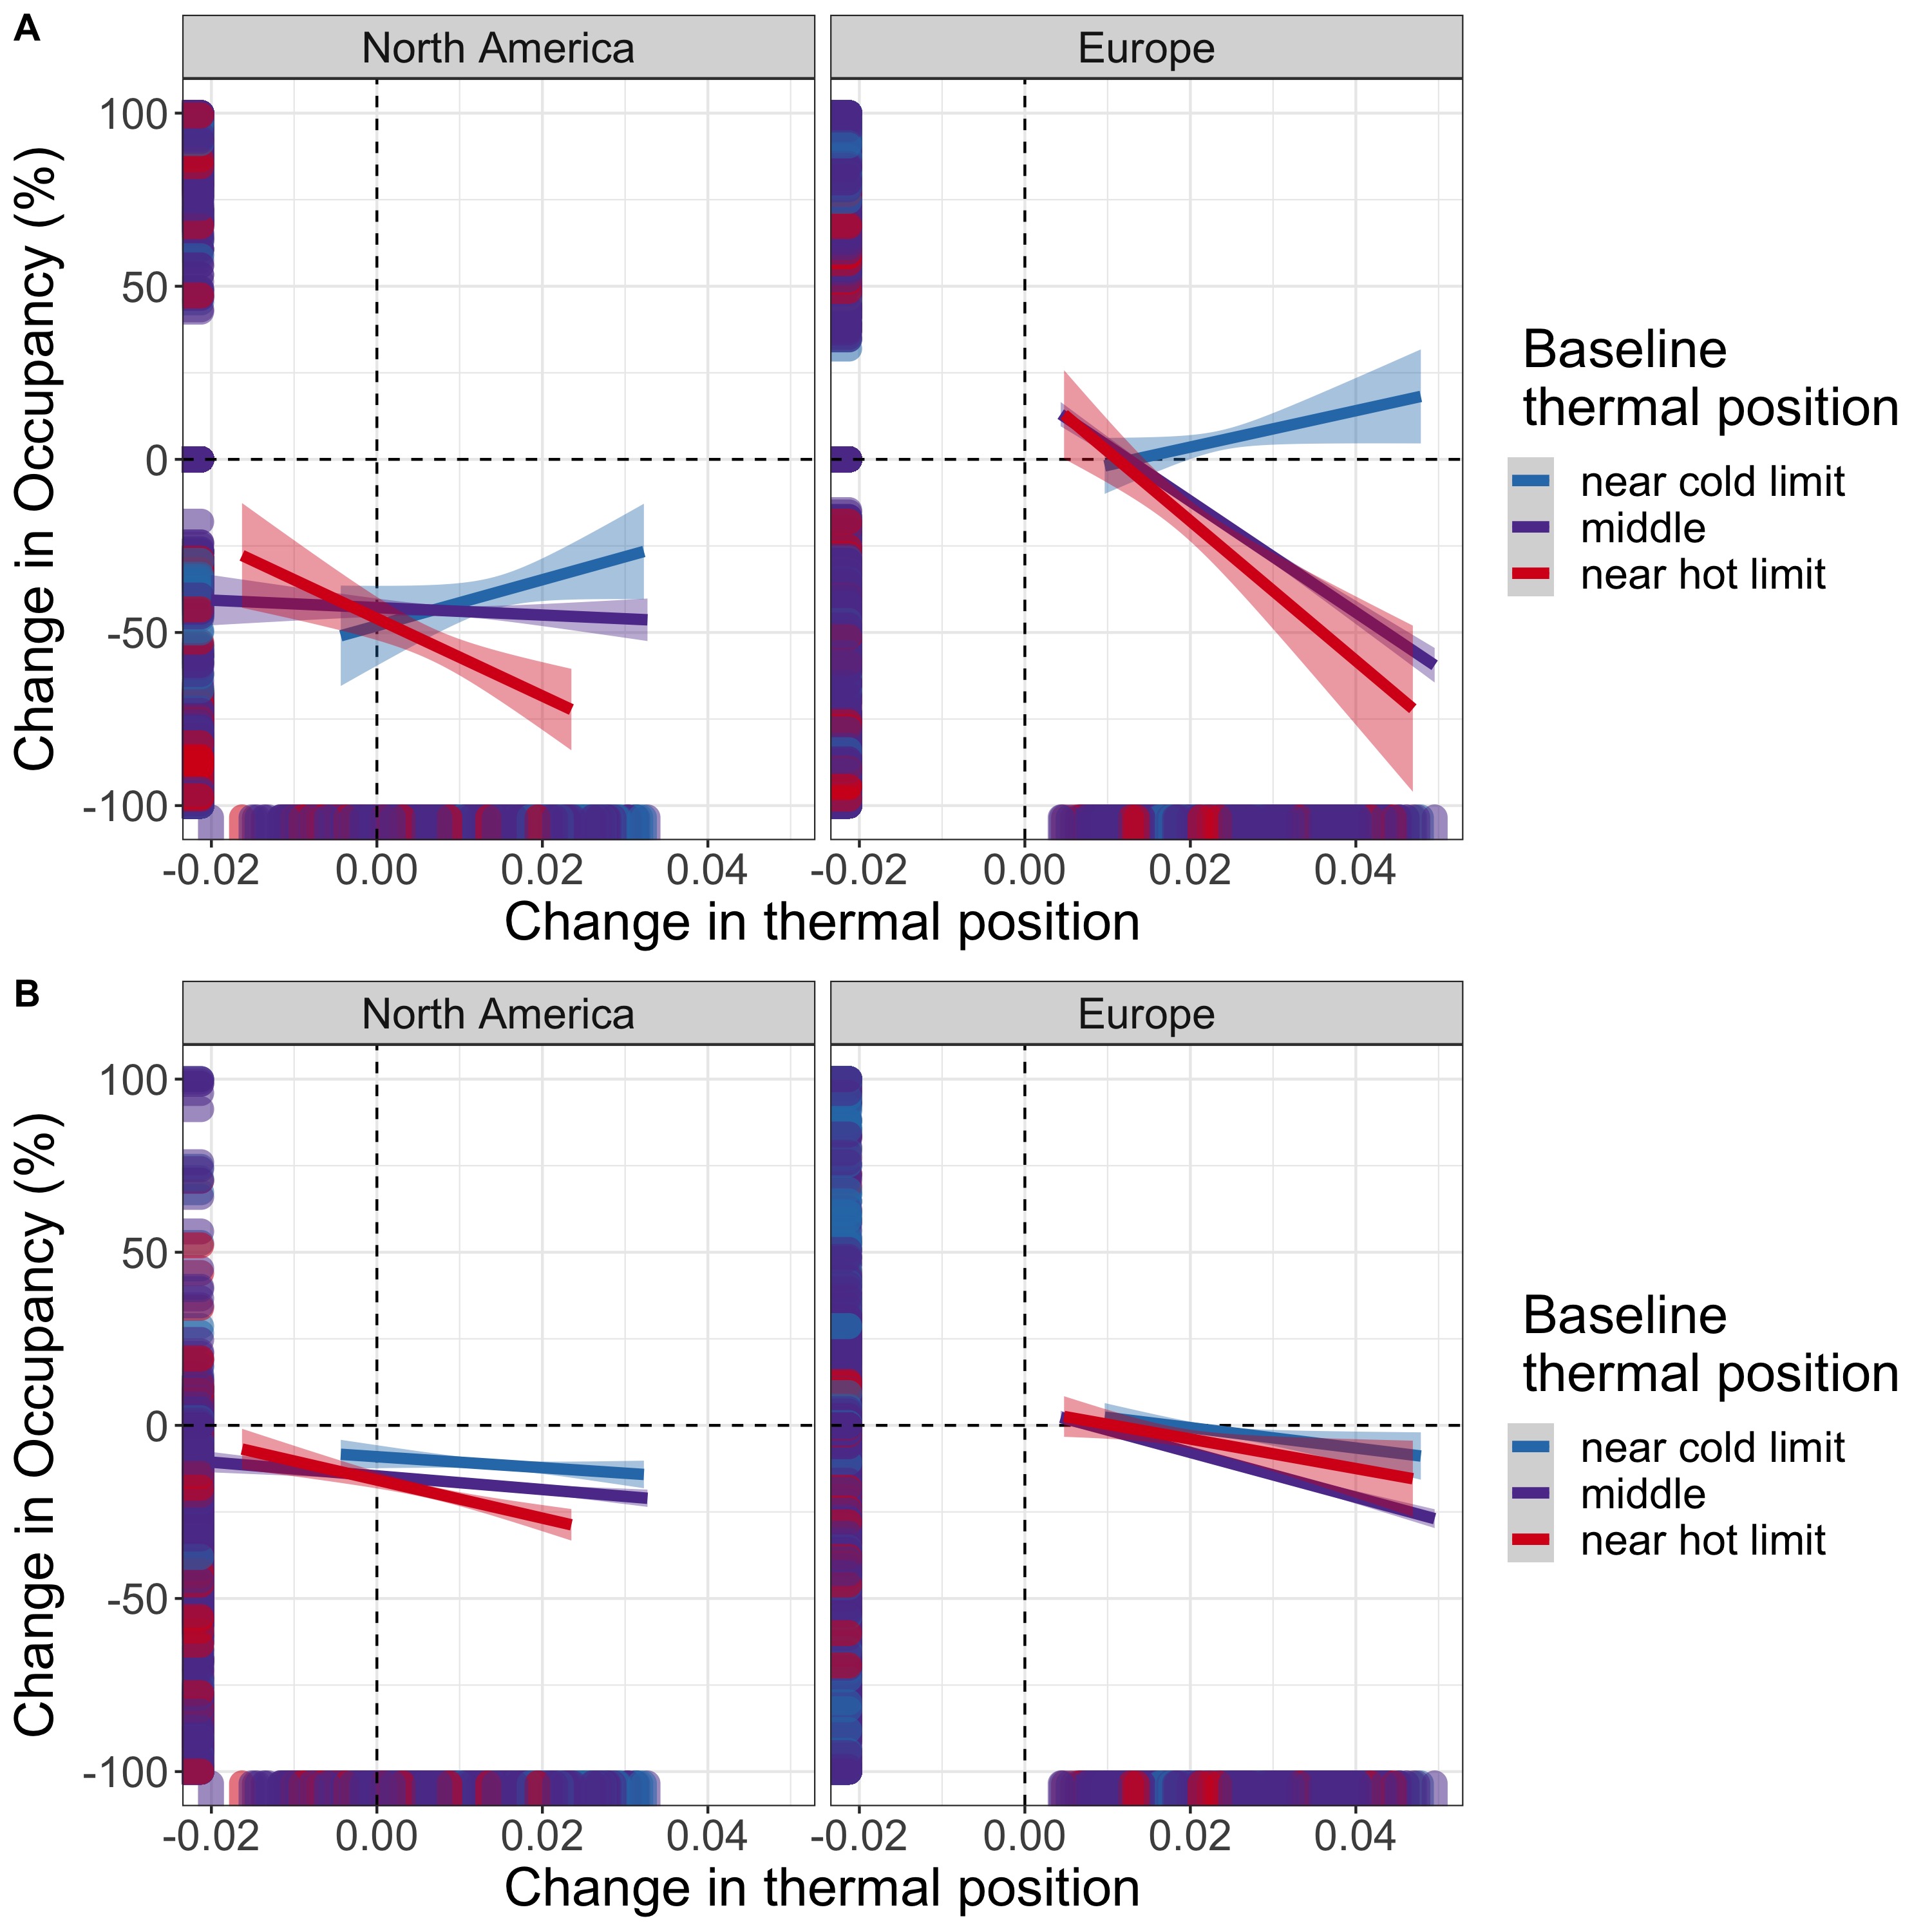 A
North America
Europe
Change in Occupancy (%)
100
50
0
-50
-100
-0.02 0.00 0.02 0.04
-0.02 0.00 0.02 0.04
Change in thermal position
Baseline
thermal position
near cold limit
middle
near hot limit
B
North America
Europe
Change in Occupancy (%)
100
50
0
-50
-100
-0.02 0.00 0.02 0.04
-0.02 0.00 0.02 0.04
Change in thermal position
Baseline
thermal position
near cold limit
middle
near hot limit